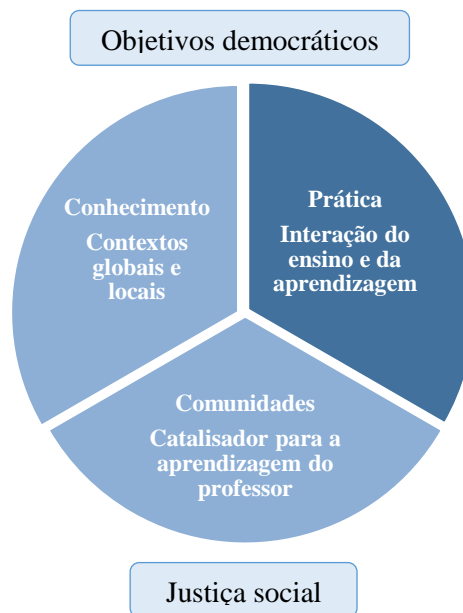 Objetivos democráticos
Conhecimento
Contextos
globais e
locais
Prática
Interação do
ensino e da
aprendizagem
Comunidades
Catalisador para a
aprendizagem do
professor
Justiça social